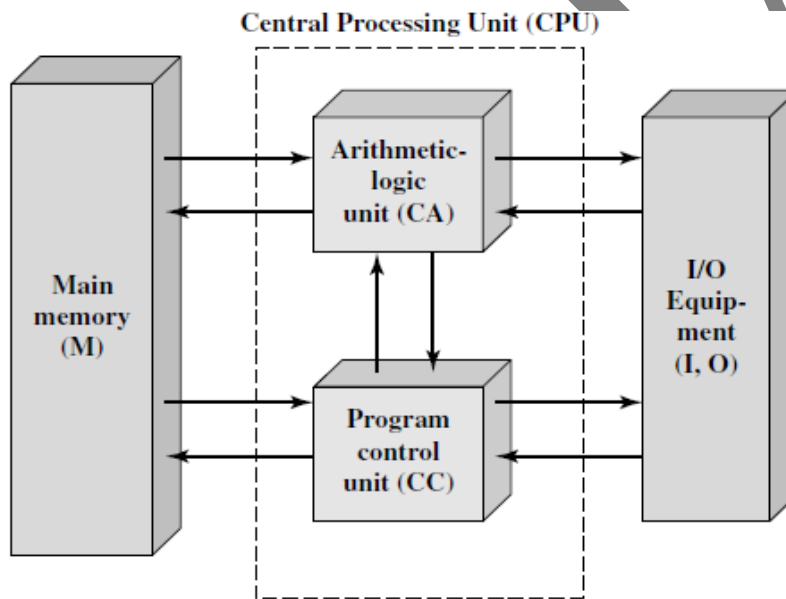 Central Processing Unit (CPU)
Main
memory
(M)
Arithmetic-
logic
unit (CA)
Program
control
unit (CC)
I/O
Equip-
ment
(I, O)